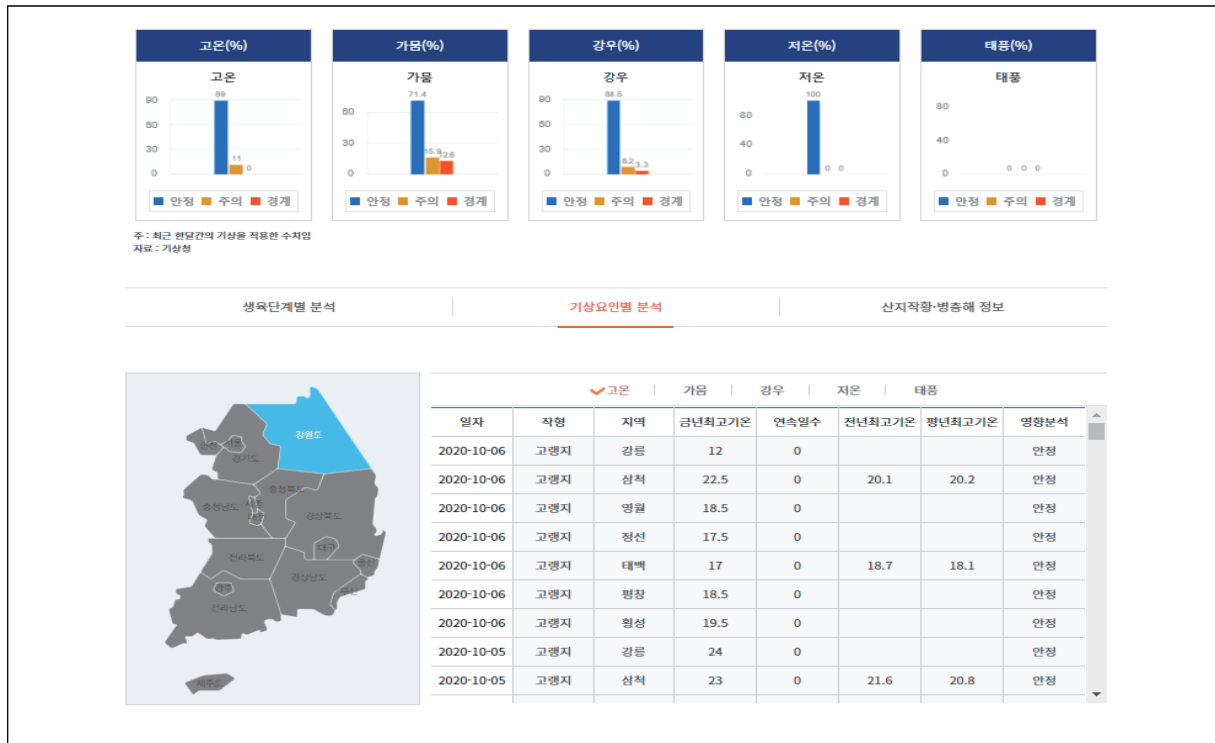 고온(%) 가뭄(%) 강우(%) 저온(%) 태풍(%)
고온 가뭄 강우 저온 태풍
90 60 30 0 89 11 0
60 30 0 71.4 15.9 12.6
90 60 30 0 88.5 8.2 3.3
80 40 0 100 0 0
80 40 0 0 0 0
안정 주의 경계 안정 주의 경계 안정 주의 경계 안정 주의 경계 안정 주의 경계
주 : 최근 한달간의 기상을 적용한 수치임
자료 : 기상청
생육단계별 분석 기상요인별 분석 산지작황·병충해 정보
고온 가뭄 강우 저온 태풍
일자 작형 지역 금년최고기온 연속일수 전년최고기온 평년최고기온 영향분석
2020-10-06 고랭지 강릉 12 0 안정
2020-10-06 고랭지 삼척 22.5 0 20.1 20.2 안정
2020-10-06 고랭지 영월 18.5 0 안정
2020-10-06 고랭지 정선 17.5 0 안정
2020-10-06 고랭지 태백 17 0 18.7 18.1 안정
2020-10-06 고랭지 평창 18.5 0 안정
2020-10-06 고랭지 횡성 19.5 0 안정
2020-10-05 고랭지 강릉 24 0 안정
2020-10-05 고랭지 삼척 23 0 21.6 20.8 안정
강원도
인천 서울
경기도
충청북도
충청남도
경상북도
대구
전라북도
울산
경상남도
부산
광주
전라남도
제주도